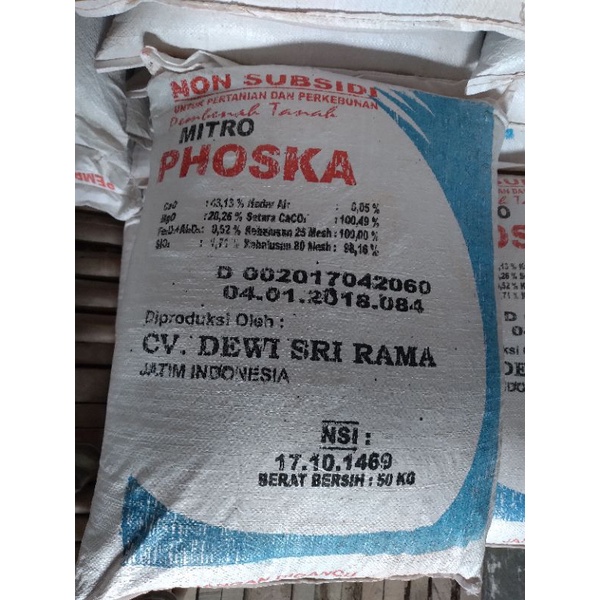 NON SUBSIDI
UNTUK PERTANIAN DAN PERKEBUNAN
Pembenah Tanah
MITRO
PHOSKA
CaO : 43,13 % Kadar Air : 0,05 %
MgO : 20,26 % Setara CaCO3 : 100,49 %
Fe2O3+Al2O3 : 0,52 % Kehalusan 25 Mesh : 100,00 %
SiO2 : 1,71 % Kehalusan 80 Mesh : 98,16 %
D 002017042060
04.01.2018.084
Diproduksi Oleh :
CV. DEWI SRI RAMA
JATIM INDONESIA
NSI :
17.10.1469
BERAT BERSIH : 50 KG